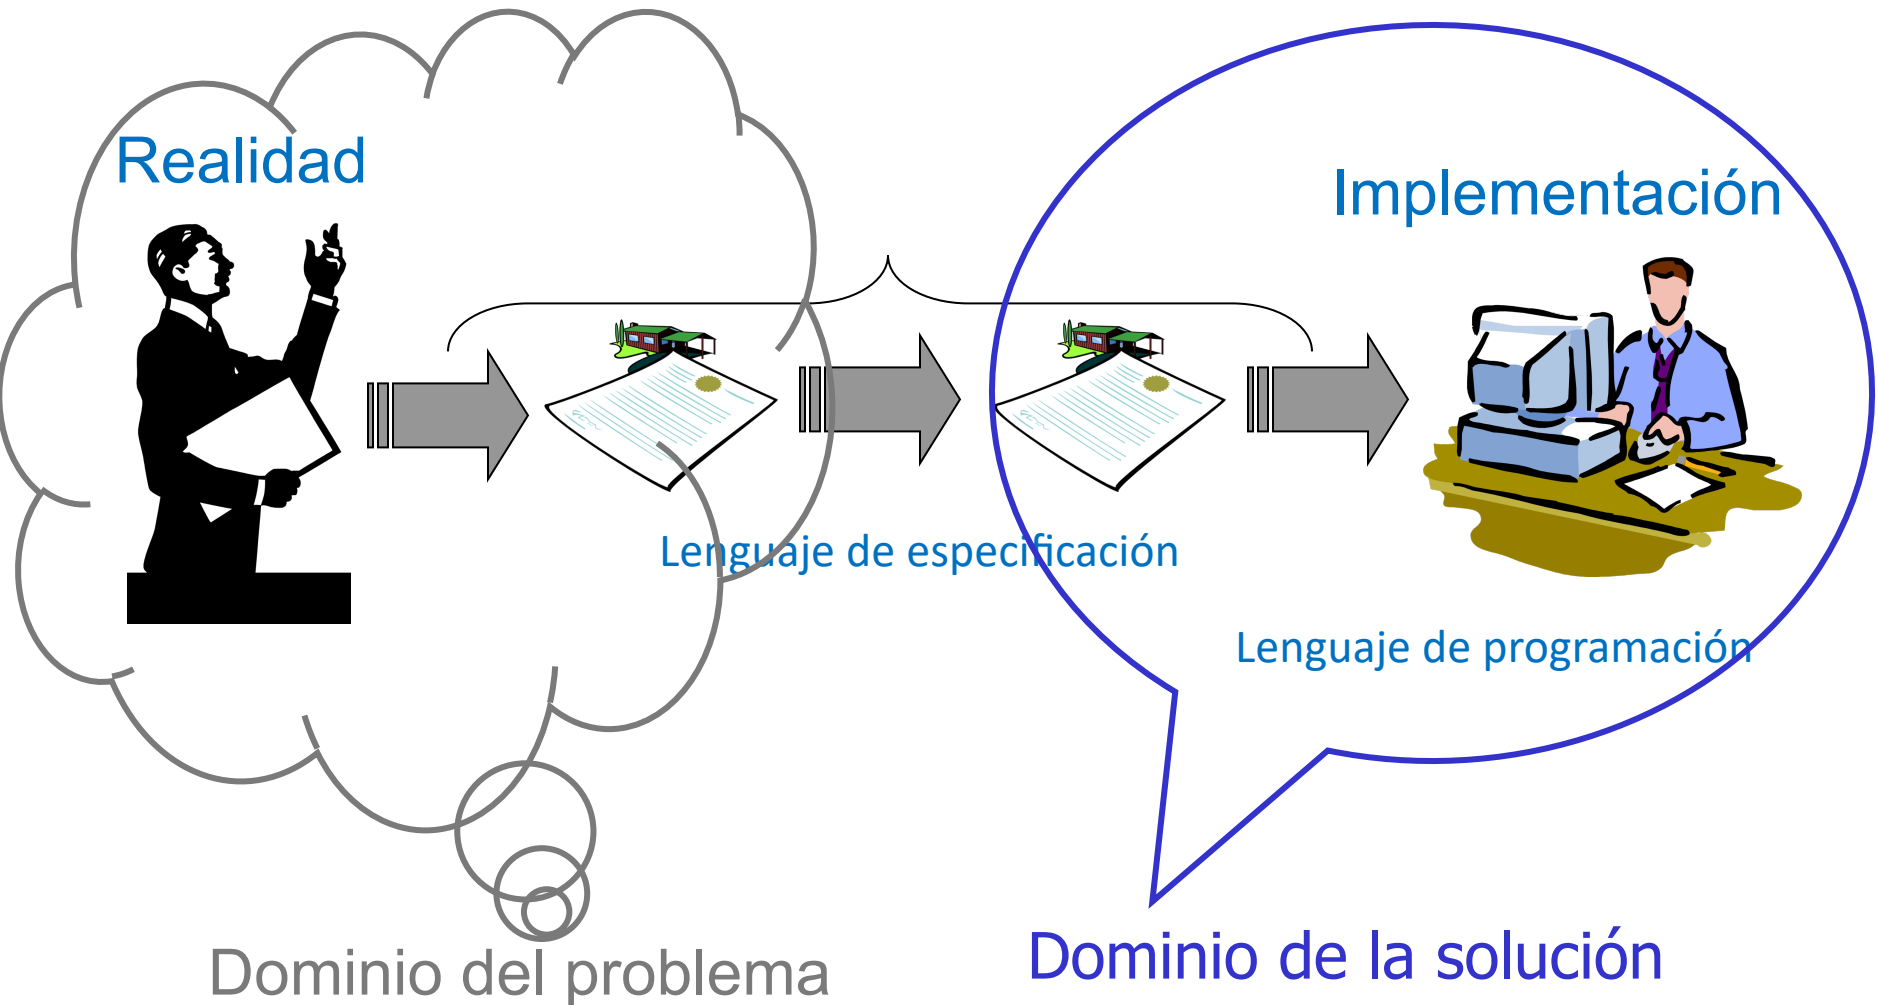 Realidad
Implementación
Lenguaje de especificación
Lenguaje de programación
Dominio del problema
Dominio de la solución